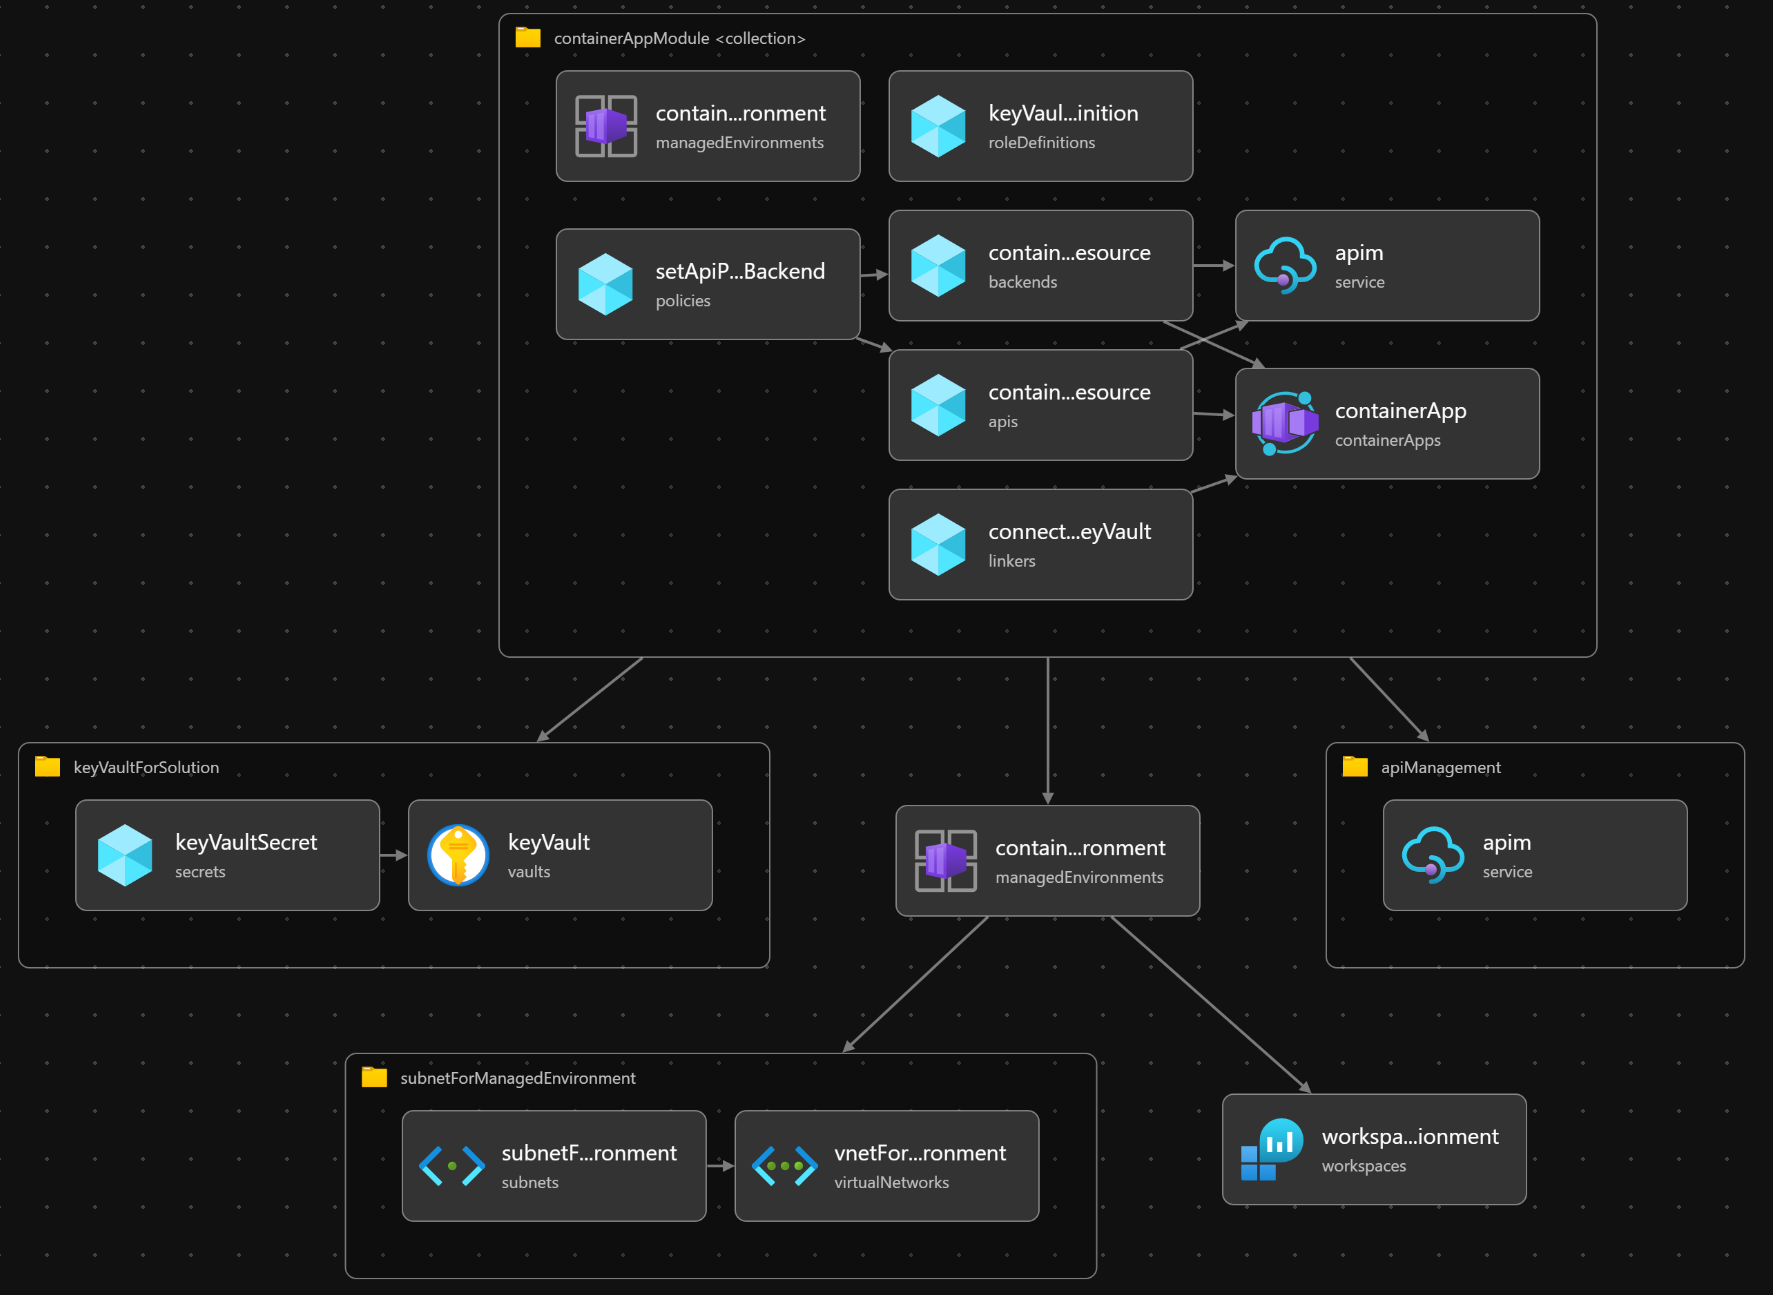 containerAppModule <collection>
contain...ronment
managedEnvironments
keyVaul...inition
roleDefinitions
setApiP...Backend
policies
contain...esource
backends
apim
service
contain...esource
apis
containerApp
containerApps
connect...eyVault
linkers
keyVaultForSolution
keyVaultSecret
secrets
keyVault
vaults
contain...ronment
managedEnvironments
apiManagement
apim
service
subnetForManagedEnvironment
subnetF...ronment
subnets
vnetFor...ronment
virtualNetworks
workspa...ionment
workspaces